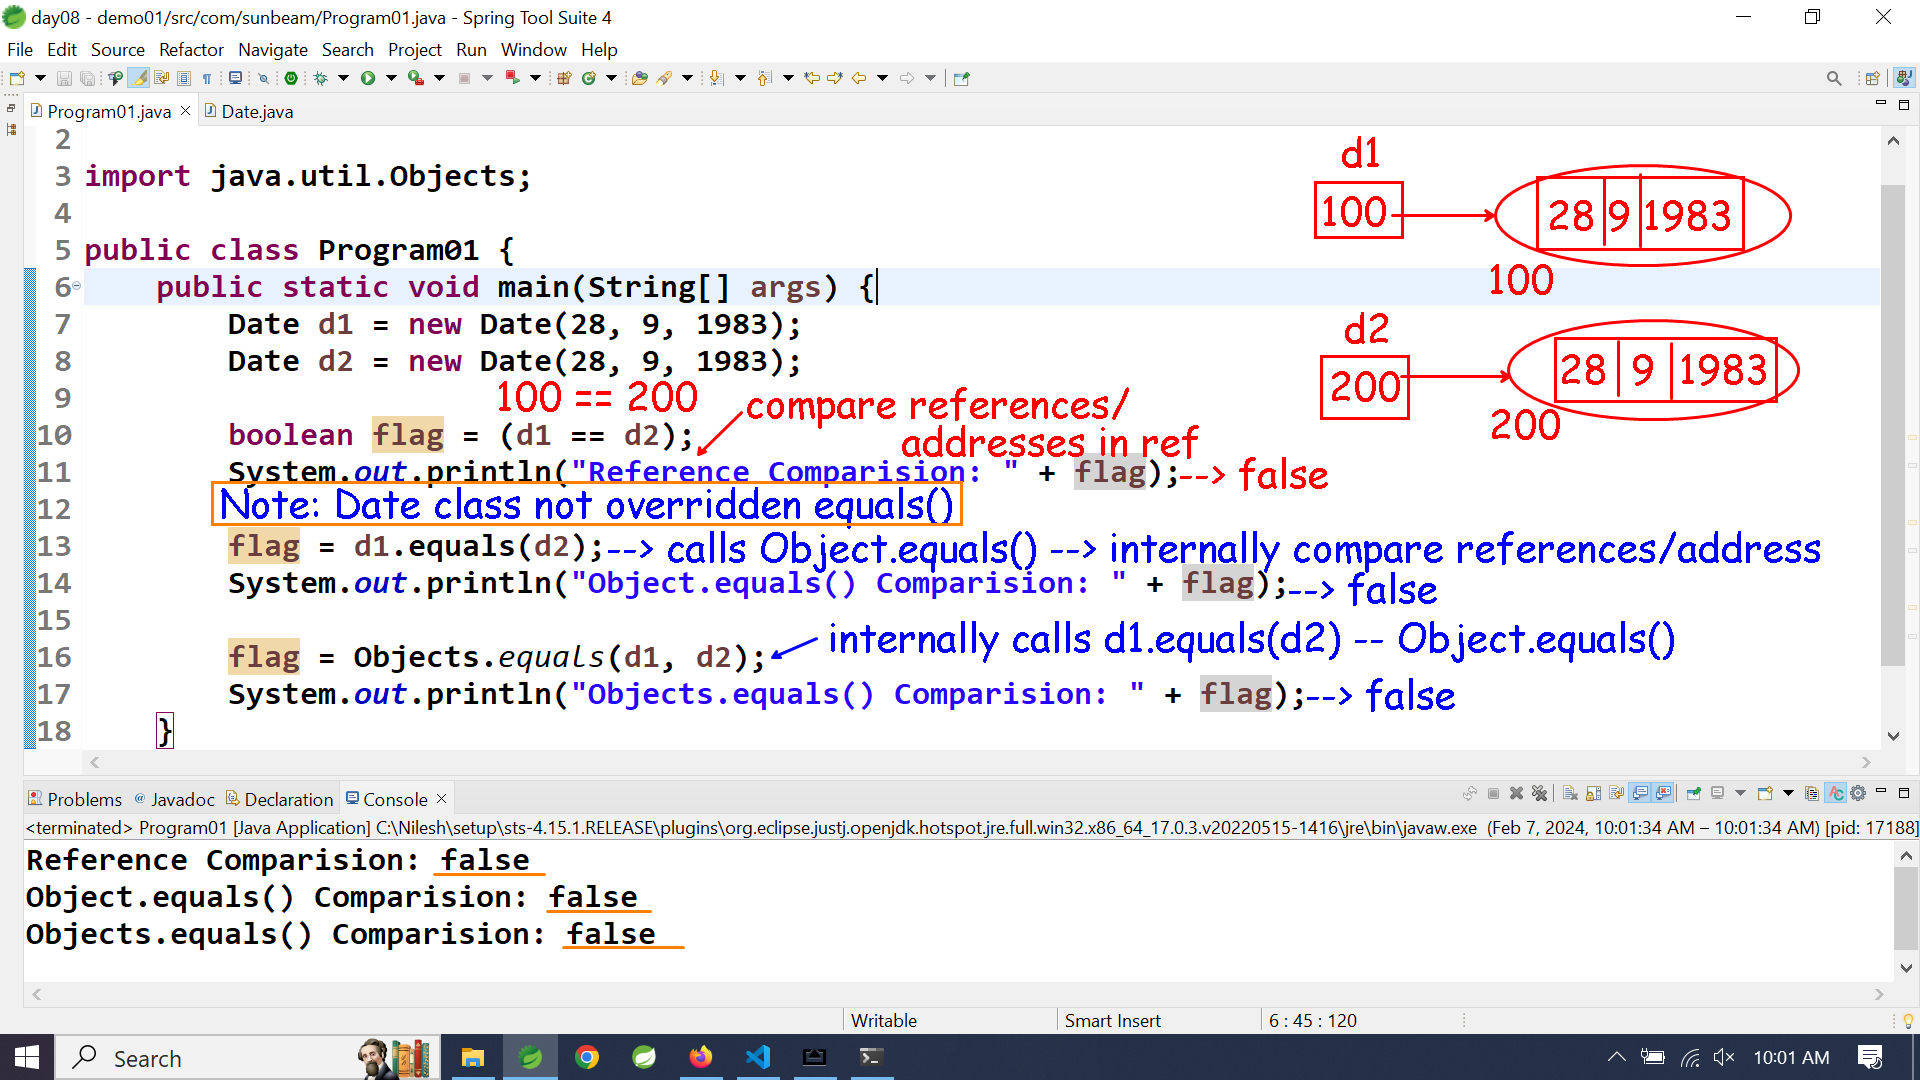 day08 - demo01/src/com/sunbeam/Program01.java - Spring Tool Suite 4
File Edit Source Refactor Navigate Search Project Run Window Help
Program01.java Date.java
2
3 import java.util.Objects;
4
5 public class Program01 {
6 public static void main(String[] args) {
7 Date d1 = new Date(28, 9, 1983);
8 Date d2 = new Date(28, 9, 1983);
9
10 boolean flag = (d1 == d2);
11 System.out.println("Reference Comparision: " + flag);--> false
12
13 flag = d1.equals(d2);--> calls Object.equals() --> internally compare references/address
14 System.out.println("Object.equals() Comparision: " + flag);--> false
15
16 flag = Objects.equals(d1, d2);
17 System.out.println("Objects.equals() Comparision: " + flag);--> false
18 }
100 == 200
compare references/
addresses in ref
Note: Date class not overridden equals()
internally calls d1.equals(d2) -- Object.equals()
d1
100
28 9 1983
100
d2
200
28 9 1983
200
Problems @ Javadoc Declaration Console
<terminated> Program01 [Java Application] C:\Nilesh\setup\sts-4.15.1.RELEASE\plugins\org.eclipse.justj.openjdk.hotspot.jre.full.win32.x86_64_17.0.3.v20220515-1416\jre\bin\javaw.exe (Feb 7, 2024, 10:01:34 AM – 10:01:34 AM) [pid: 17188]
Reference Comparision: false
Object.equals() Comparision: false
Objects.equals() Comparision: false
Writable Smart Insert 6 : 45 : 120
Search 10:01 AM